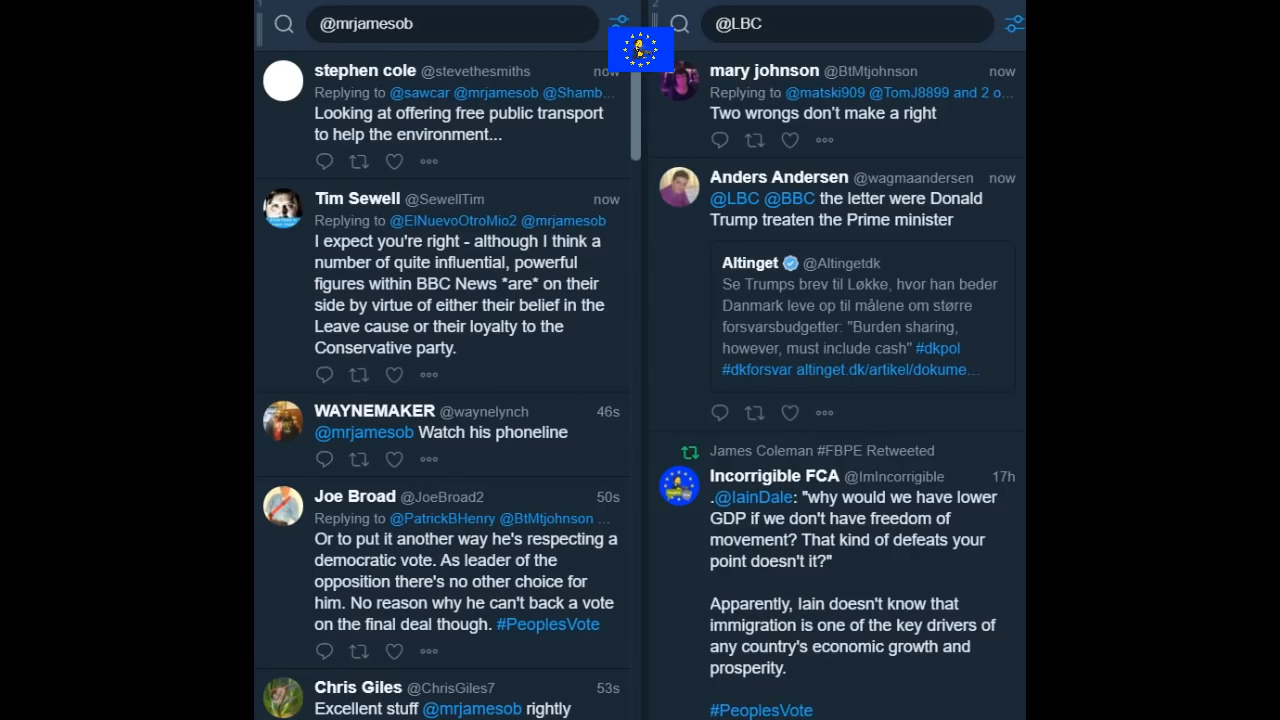 1
@mrjamesob
stephen cole @stevethesmiths now
Replying to @sawcar @mrjamesob @Shamb...
Looking at offering free public transport
to help the environment...
Tim Sewell @SewellTim now
Replying to @ElNuevoOtroMio2 @mrjamesob
I expect you're right - although I think a
number of quite influential, powerful
figures within BBC News *are* on their
side by virtue of either their belief in the
Leave cause or their loyalty to the
Conservative party.
WAYNEMAKER @waynelynch 46s
@mrjamesob Watch his phoneline
Joe Broad @JoeBroad2 50s
Replying to @PatrickBHenry @BtMtjohnson ...
Or to put it another way he's respecting a
democratic vote. As leader of the
opposition there's no other choice for
him. No reason why he can't back a vote
on the final deal though. #PeoplesVote
Chris Giles @ChrisGiles7 53s
Excellent stuff @mrjamesob rightly
2
@LBC
mary johnson @BtMtjohnson now
Replying to @matski909 @TomJ8899 and 2 o...
Two wrongs don't make a right
Anders Andersen @wagmaandersen now
@LBC @BBC the letter were Donald
Trump treaten the Prime minister
Altinget @Altingetdk
Se Trumps brev til Løkke, hvor han beder
Danmark leve op til målene om større
forsvarsbudgetter: "Burden sharing,
however, must include cash" #dkpol
#dkforsvar altinget.dk/artikel/dokume...
James Coleman #FBPE Retweeted
Incorrigible FCA @ImIncorrigible 17h
.@IainDale: "why would we have lower
GDP if we don't have freedom of
movement? That kind of defeats your
point doesn't it?"
Apparently, Iain doesn't know that
immigration is one of the key drivers of
any country's economic growth and
prosperity.
#PeoplesVote